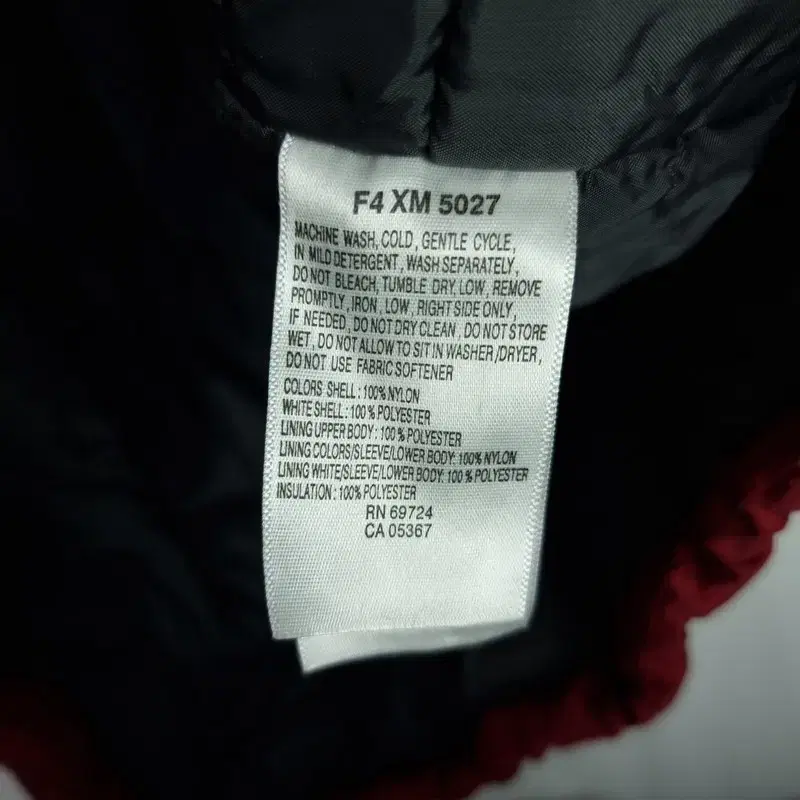 F4 XM 5027
MACHINE WASH, COLD, GENTLE CYCLE,
IN MILD DETERGENT, WASH SEPARATELY,
DO NOT BLEACH, TUMBLE DRY, LOW, REMOVE
PROMPTLY, IRON, LOW, RIGHT SIDE ONLY,
IF NEEDED, DO NOT DRY CLEAN, DO NOT STORE
WET, DO NOT ALLOW TO SIT IN WASHER/DRYER,
DO NOT USE FABRIC SOFTENER
COLORS SHELL: 100% NYLON
WHITE SHELL: 100% POLYESTER
LINING UPPER BODY: 100% POLYESTER
LINING COLORS/SLEEVE/LOWER BODY: 100% NYLON
LINING WHITE/SLEEVE/LOWER BODY: 100% POLYESTER
INSULATION: 100% POLYESTER
RN 69724
CA 05367